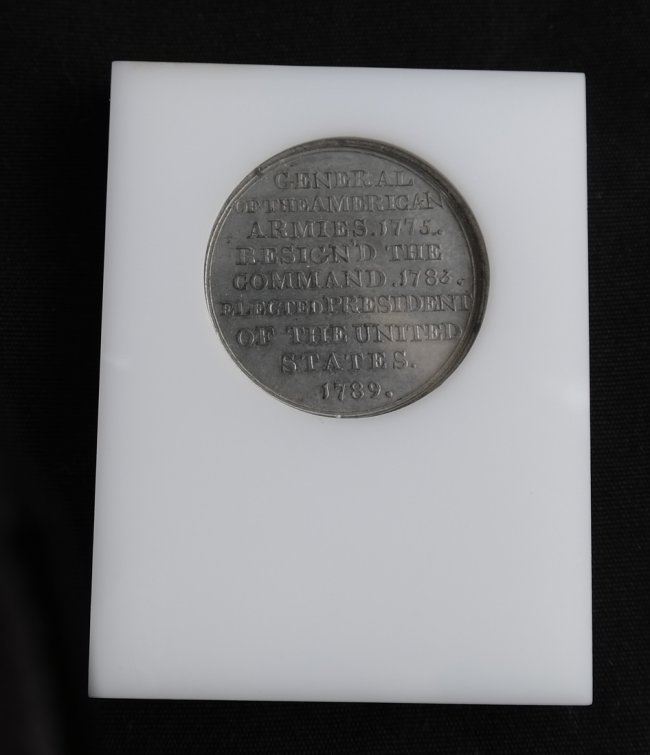 GENERAL
OF THE AMERICAN
ARMIES. 1775.
RESIGN'D THE
COMMAND. 1783.
ELECTED PRESIDENT
OF THE UNITED
STATES.
1789.